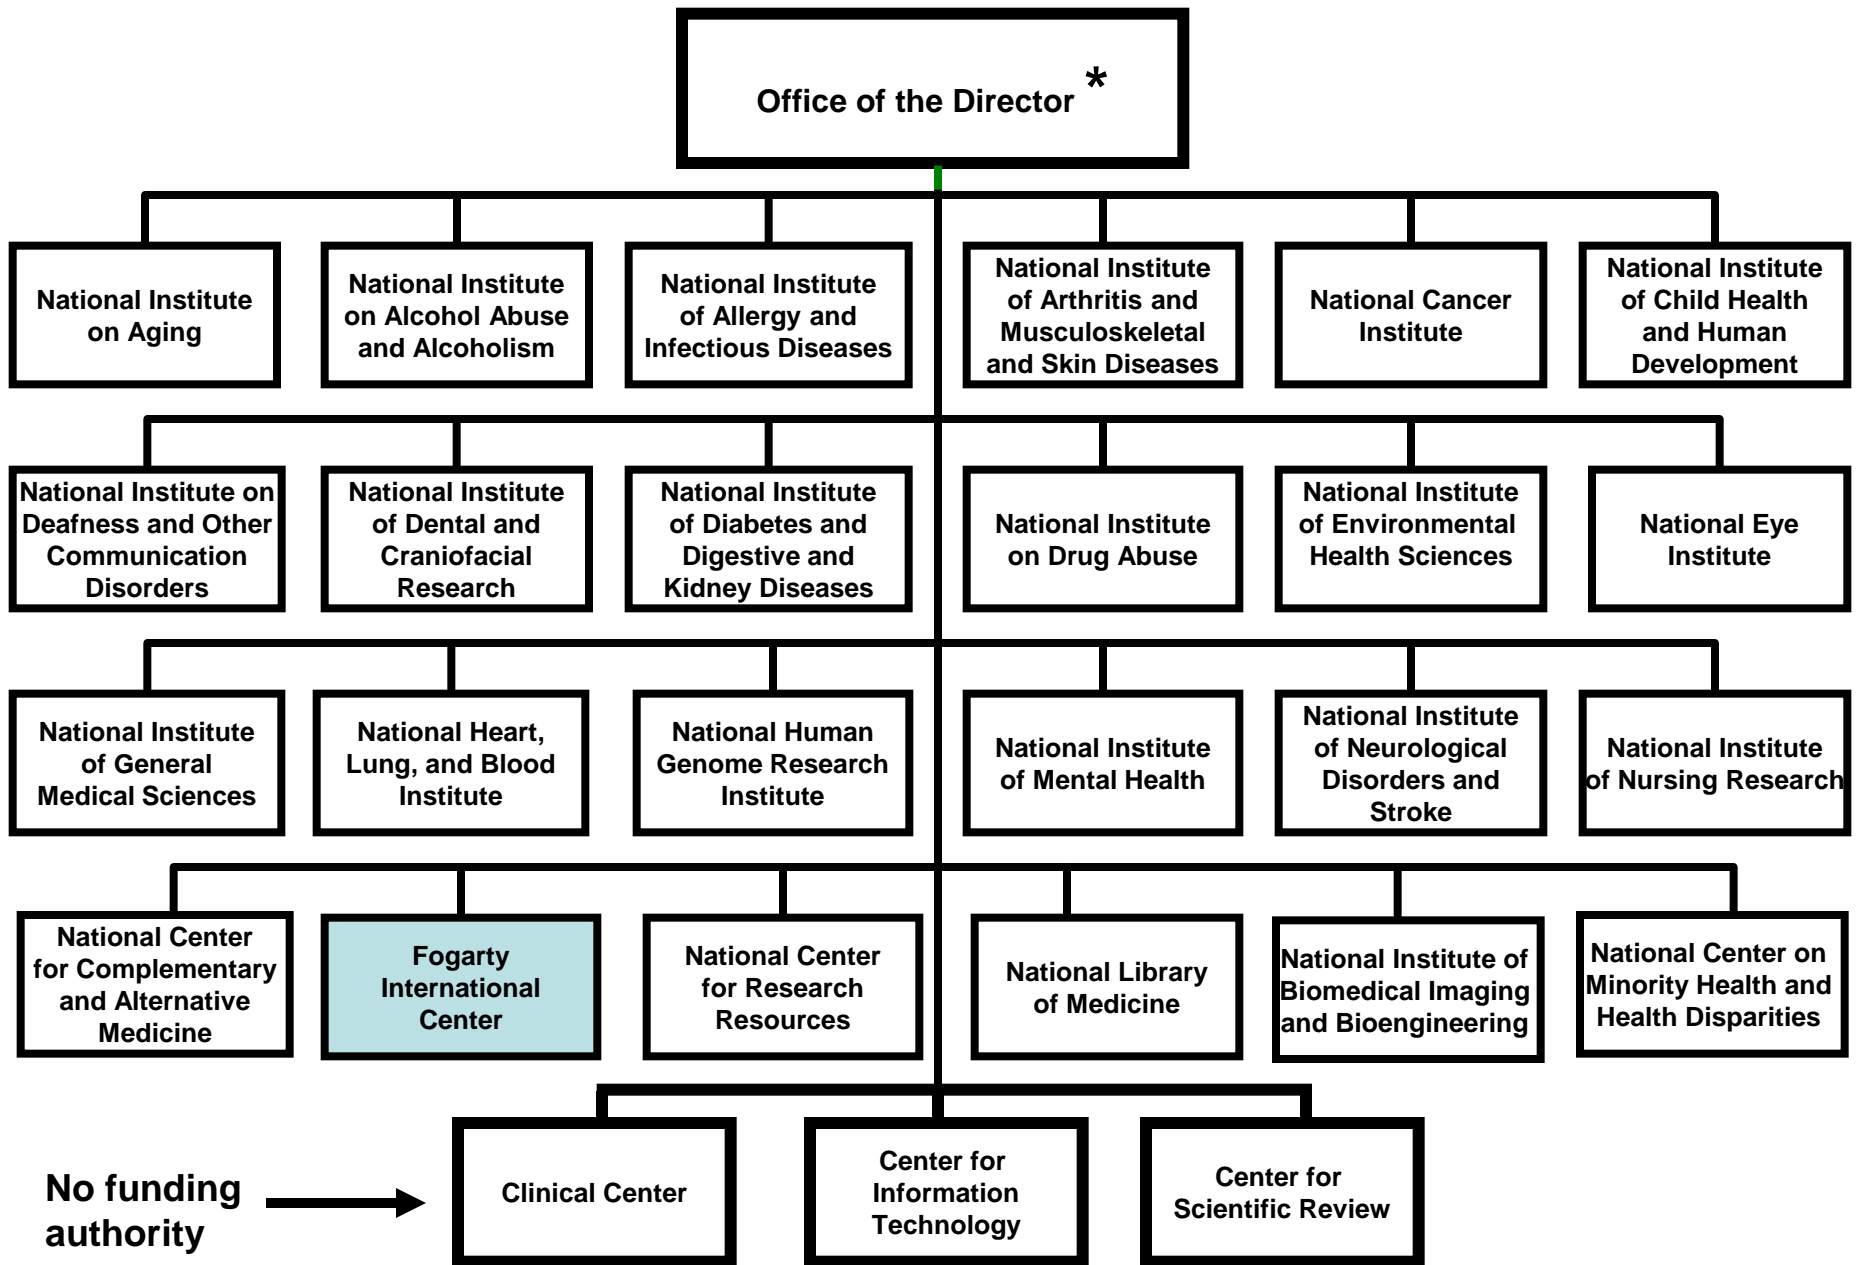 Office of the Director *
National Institute
on Aging
National Institute
on Alcohol Abuse
and Alcoholism
National Institute
of Allergy and
Infectious Diseases
National Institute
of Arthritis and
Musculoskeletal
and Skin Diseases
National Cancer
Institute
National Institute
of Child Health
and Human
Development
National Institute on
Deafness and Other
Communication
Disorders
National Institute
of Dental and
Craniofacial
Research
National Institute
of Diabetes and
Digestive and
Kidney Diseases
National Institute
on Drug Abuse
National Institute
of Environmental
Health Sciences
National Eye
Institute
National Institute
of General
Medical Sciences
National Heart,
Lung, and Blood
Institute
National Human
Genome Research
Institute
National Institute
of Mental Health
National Institute
of Neurological
Disorders and
Stroke
National Institute
of Nursing Research
National Center
for Complementary
and Alternative
Medicine
Fogarty
International
Center
National Center
for Research
Resources
National Library
of Medicine
National Institute of
Biomedical Imaging
and Bioengineering
National Center on
Minority Health and
Health Disparities
No funding
authority
Clinical Center
Center for
Information
Technology
Center for
Scientific Review